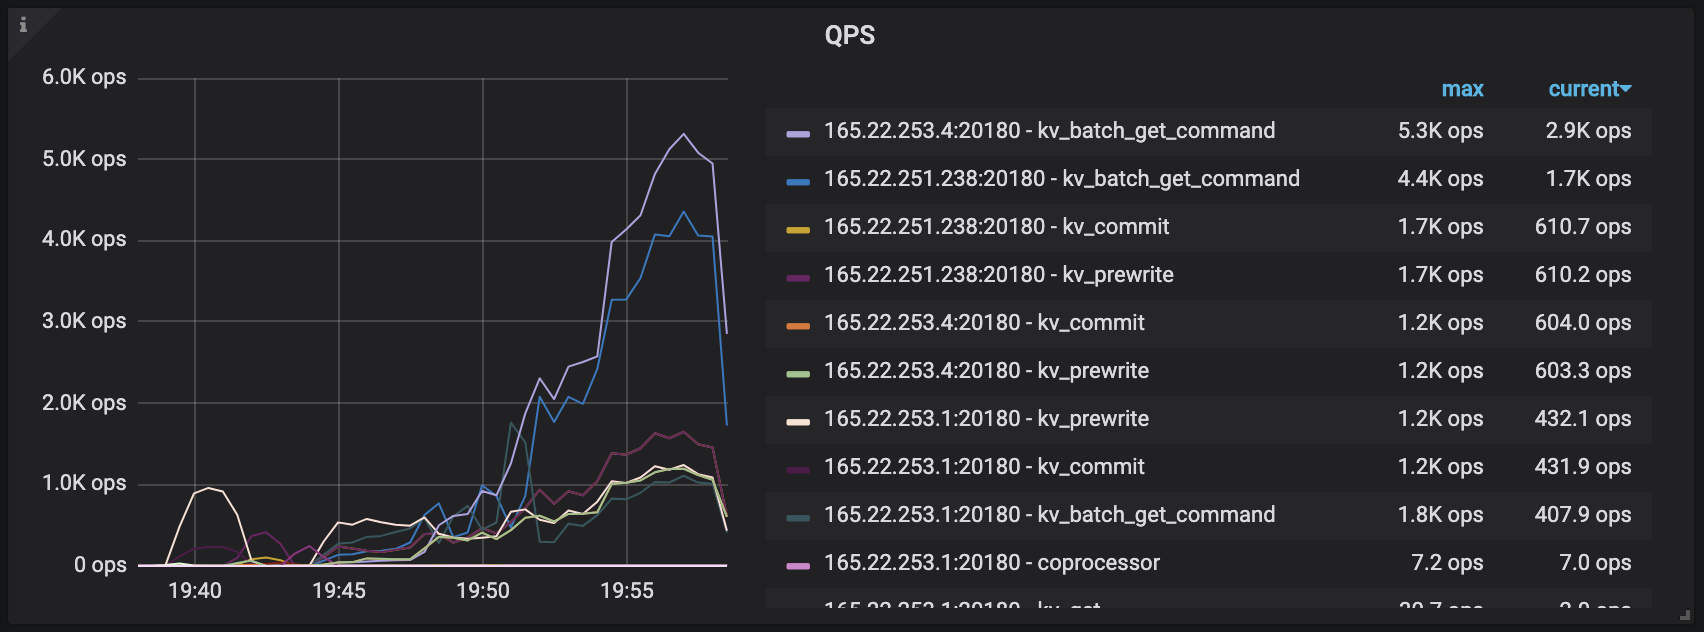 QPS
6.0K ops
5.0K ops
4.0K ops
3.0K ops
2.0K ops
1.0K ops
0 ops
19:40 19:45 19:50 19:55
max current
165.22.253.4:20180 - kv_batch_get_command 5.3K ops 2.9K ops
165.22.251.238:20180 - kv_batch_get_command 4.4K ops 1.7K ops
165.22.251.238:20180 - kv_commit 1.7K ops 610.7 ops
165.22.251.238:20180 - kv_prewrite 1.7K ops 610.2 ops
165.22.253.4:20180 - kv_commit 1.2K ops 604.0 ops
165.22.253.4:20180 - kv_prewrite 1.2K ops 603.3 ops
165.22.253.1:20180 - kv_prewrite 1.2K ops 432.1 ops
165.22.253.1:20180 - kv_commit 1.2K ops 431.9 ops
165.22.253.1:20180 - kv_batch_get_command 1.8K ops 407.9 ops
165.22.253.1:20180 - coprocessor 7.2 ops 7.0 ops